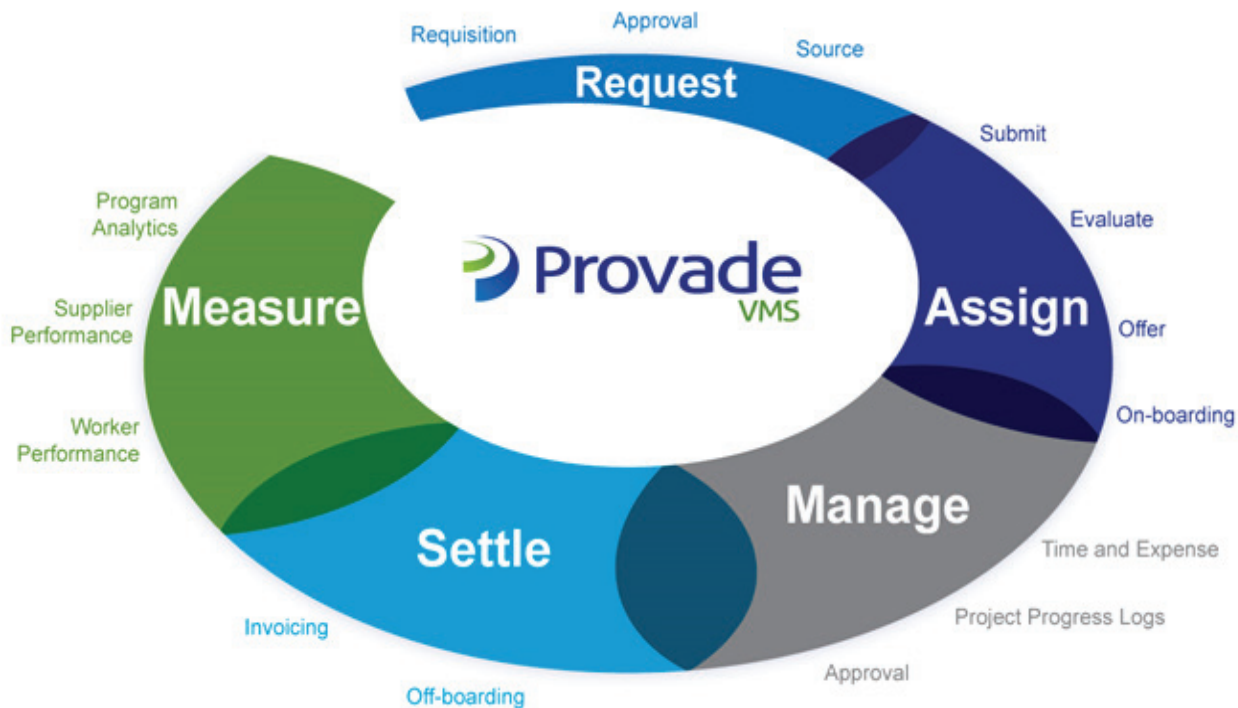 Requisition
Approval
Source
Request
Submit
Evaluate
Assign
Offer
On-boarding
Manage
Time and Expense
Project Progress Logs
Approval
Settle
Off-boarding
Invoicing
Measure
Worker
Performance
Supplier
Performance
Program
Analytics
Provade
VMS